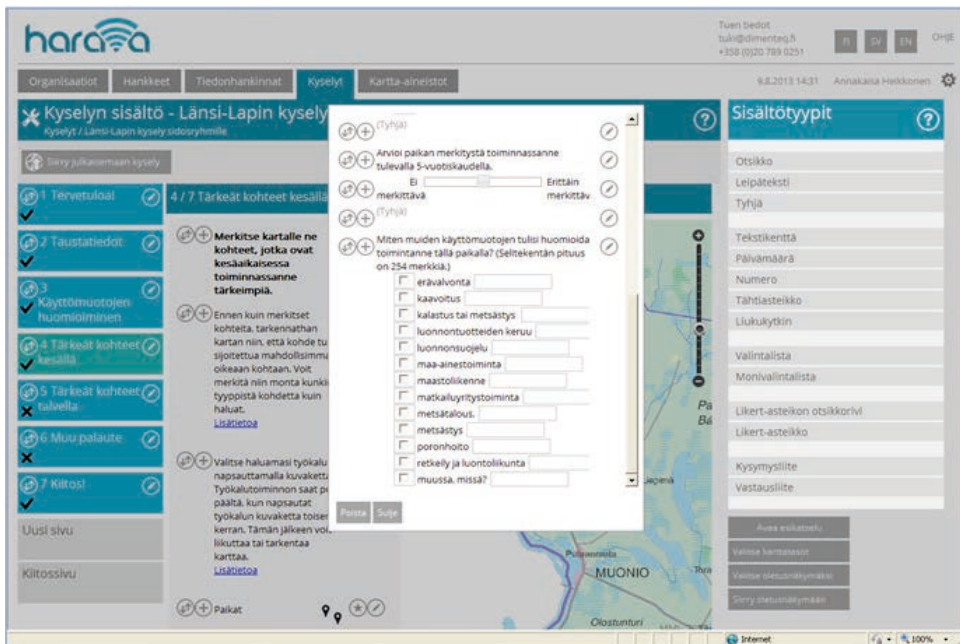 harava
Tuen tiedot
tuki@dimenteq.fi
+358 (0)20 789 0251
FI SV EN OHJE
Organisaatiot Hankkeet Tiedonhankinnat Kyselyt Kartta-aineistot
9.8.2013 14:31 Annakaisa Heikkonen
Kyselyn sisältö - Länsi-Lapin kysely
Kyselyt / Länsi-Lapin kysely sidosryhmille
Siirry julkaisemaan kysely
1 Tervetuloa!
2 Taustatiedot
3
Käyttömuotojen
huomioiminen
4 Tärkeät kohteet
kesällä
5 Tärkeät kohteet
talvella
6 Muu palaute
7 Kiitos!
Uusi sivu
Kiitossivu
4 / 7 Tärkeät kohteet kesällä
Merkitse kartalle ne
kohteet, jotka ovat
kesäaikaisessa
toiminnassanne
tärkeimpiä.
Ennen kuin merkitset
kohteita, tarkennathan
kartan niin, että kohde tu
sijoitettua mahdollisimma
oikeaan kohtaan. Voit
merkitä niin monta kunkin
tyyppistä kohdetta kuin
haluat.
Lisätietoa
Valitse haluamasi työkalu
napsauttamalla kuvaketta
Työkalutoiminnon saat po
päältä, kun napsautat
työkalun kuvaketta toisen
kerran. Tämän jälkeen voit
liikuttaa tai tarkentaa
karttaa.
Lisätietoa
Paikat
(Tyhjä)
Arvioi paikan merkitystä toiminnassanne
tulevalla 5-vuotiskaudella.
Ei Erittäin
merkittävä merkittäv
(Tyhjä)
Miten muiden käyttömuotojen tulisi huomioida
toimintanne tällä paikalla? (Selitekentän pituus
on 254 merkkiä.)
erävalvonta
kaavoitus
kalastus tai metsästys
luonnontuotteiden keruu
luonnonsuojelu
maa-ainestoiminta
maastoliikenne
matkailuyritystoiminta
metsätalous.
metsästys
poronhoito
retkeily ja luontoliikunta
muussa, missä?
Poista Sulje
Pa
MUONIO
Olostunturi
Sisältötyypit
Otsikko
Leipäteksti
Tyhjä
Tekstikenttä
Päivämäärä
Numero
Tähtiasteikko
Liukukytkin
Valintalista
Monivalintalista
Likert-asteikon otsikkorivi
Likert-asteikko
Kysymysliite
Vastausliite
Avaa esikatselu
Valitse karttatasot
Valitse oletusnäkymäksi
Siirry oletusnäkymään
Internet 100%